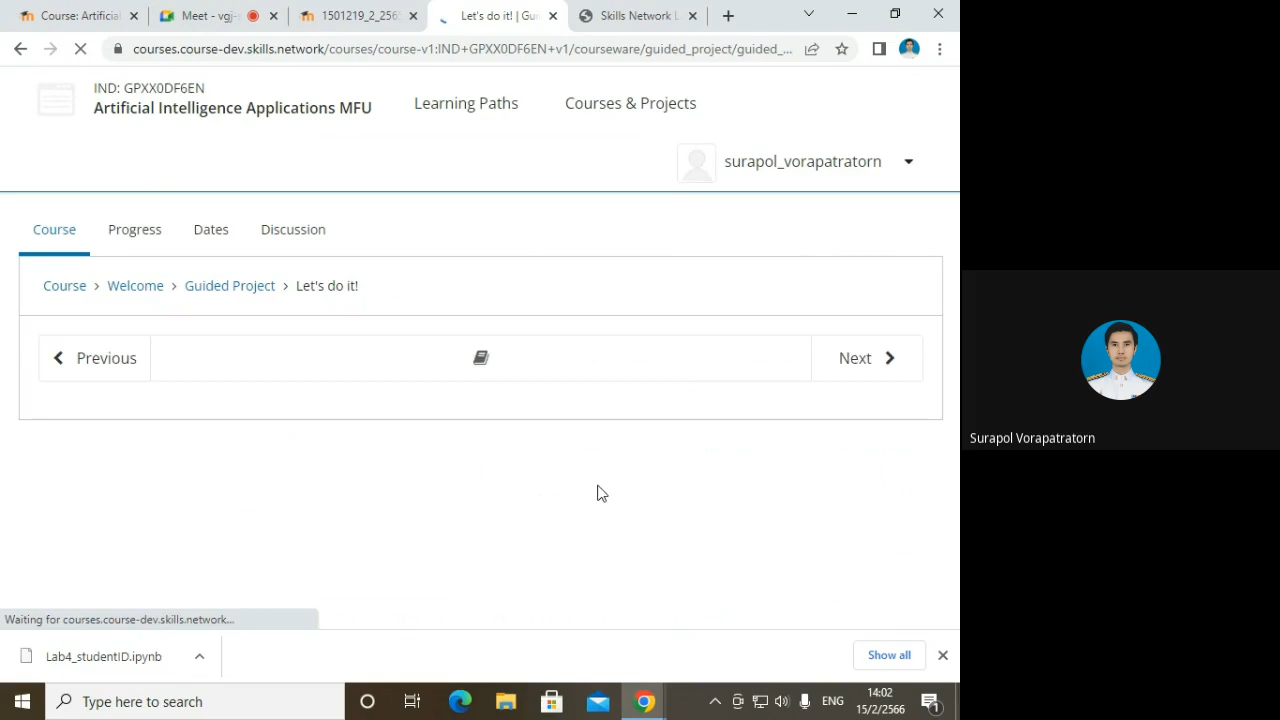 Course: Artificial
Meet - vgj-
1501219_2_256
Let's do it! | Gui
Skills Network L
courses.course-dev.skills.network/courses/course-v1:IND+GPXX0DF6EN+v1/courseware/guided_project/guided_...
IND: GPXX0DF6EN
Artificial Intelligence Applications MFU
Learning Paths
Courses & Projects
surapol_vorapatratorn
Course Progress Dates Discussion
Course > Welcome > Guided Project > Let's do it!
Previous
Next
Surapol Vorapatratorn
Waiting for courses.course-dev.skills.network...
Lab4_studentID.ipynb
Show all
Type here to search
ENG
14:02
15/2/2566
1